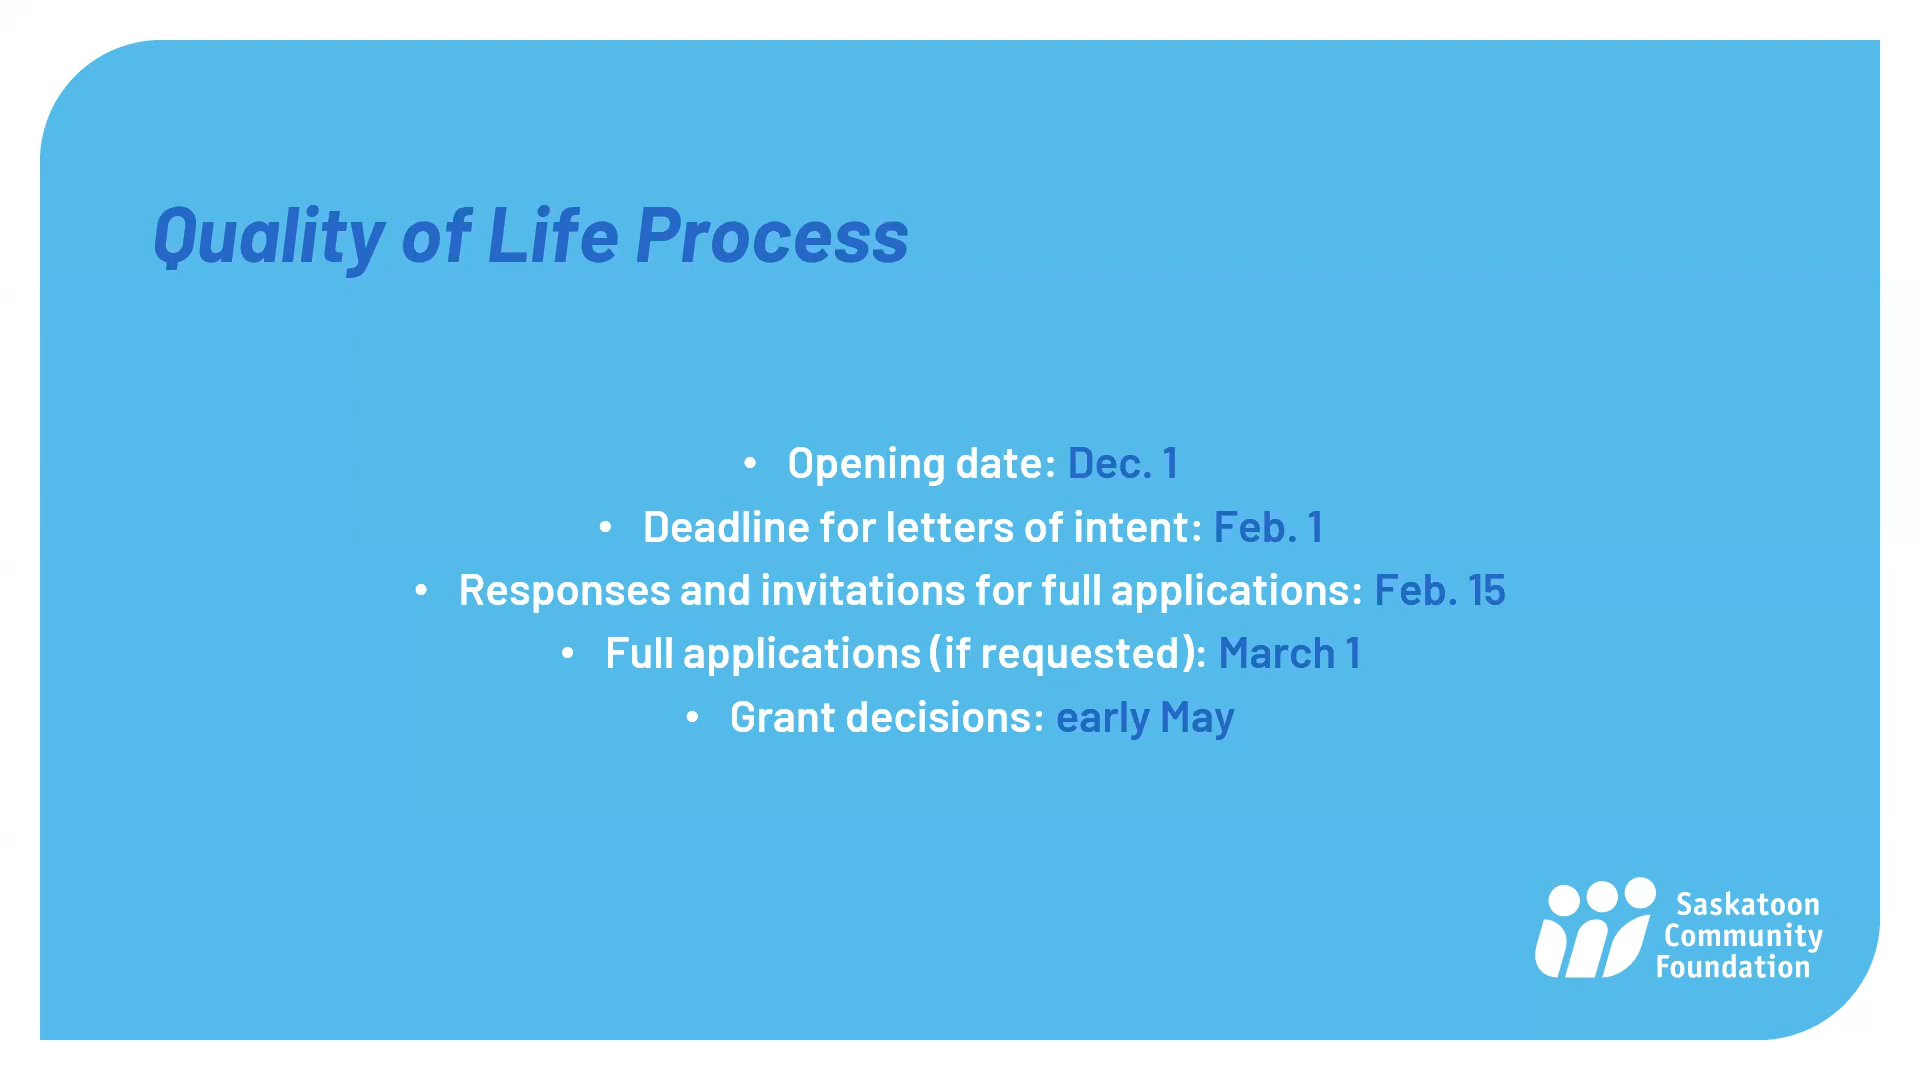 Quality of Life Process
• Opening date: Dec. 1
• Deadline for letters of intent: Feb. 1
• Responses and invitations for full applications: Feb. 15
• Full applications (if requested): March 1
• Grant decisions: early May
Saskatoon
Community
Foundation